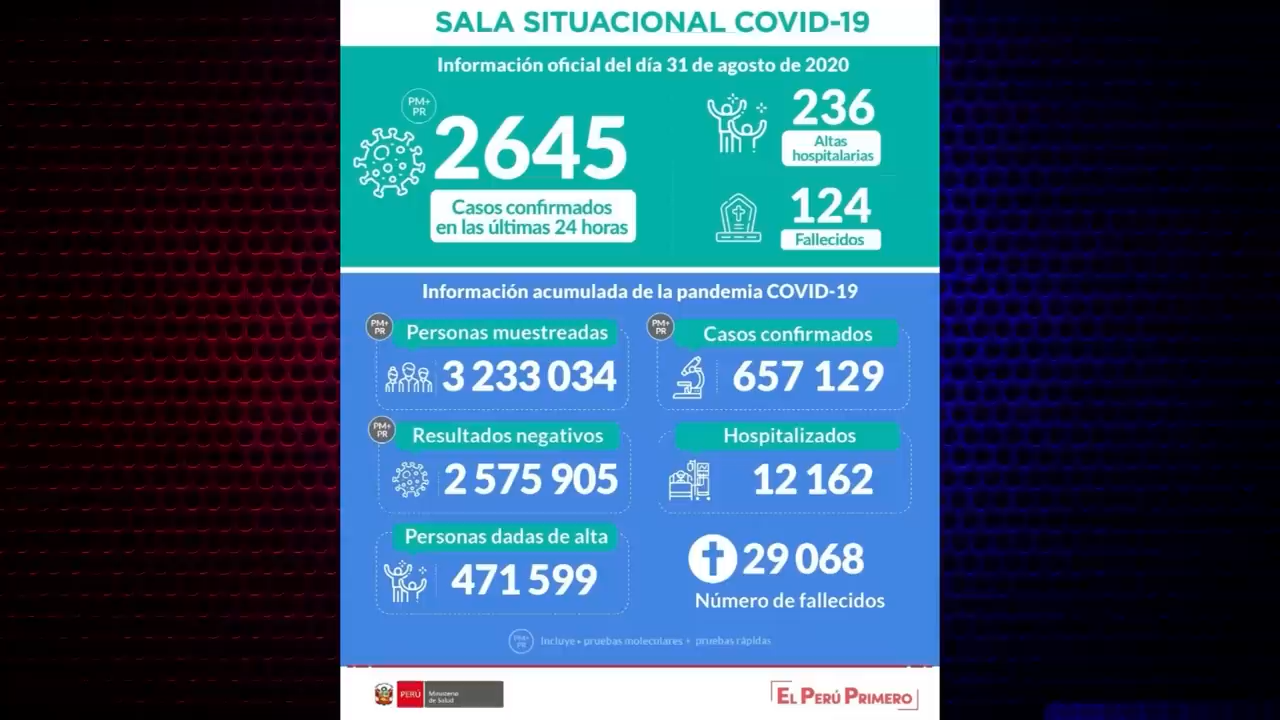 SALA SITUACIONAL COVID-19
Información oficial del día 31 de agosto de 2020
PM+
PR
2645
Casos confirmados
en las últimas 24 horas
236
Altas
hospitalarias
124
Fallecidos
Información acumulada de la pandemia COVID-19
PM+
PR
Personas muestreadas
3 233 034
PM+
PR
Casos confirmados
657 129
PM+
PR
Resultados negativos
2 575 905
Hospitalizados
12 162
Personas dadas de alta
471 599
29 068
Número de fallecidos
PM+
PR
Incluye • pruebas moleculares • pruebas rápidas
PERÚ
Ministerio
de Salud
EL PERÚ PRIMERO